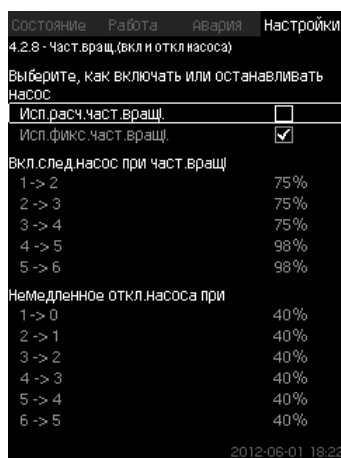 Состояние Работа Авария Настройки
4.2.8 - Част.вращ.(вкл и откл насоса)
Выберите, как включать или останавливать
насос
Исп.расч.част.вращ.
Исп.фикс.част.вращ.
Вкл.след.насос при част.вращ
1 -> 2 75%
2 -> 3 75%
3 -> 4 75%
4 -> 5 98%
5 -> 6 98%
Немедленное откл.насоса при
1 -> 0 40%
2 -> 1 40%
3 -> 2 40%
4 -> 3 40%
5 -> 4 40%
6 -> 5 40%
2012-06-01 18:22